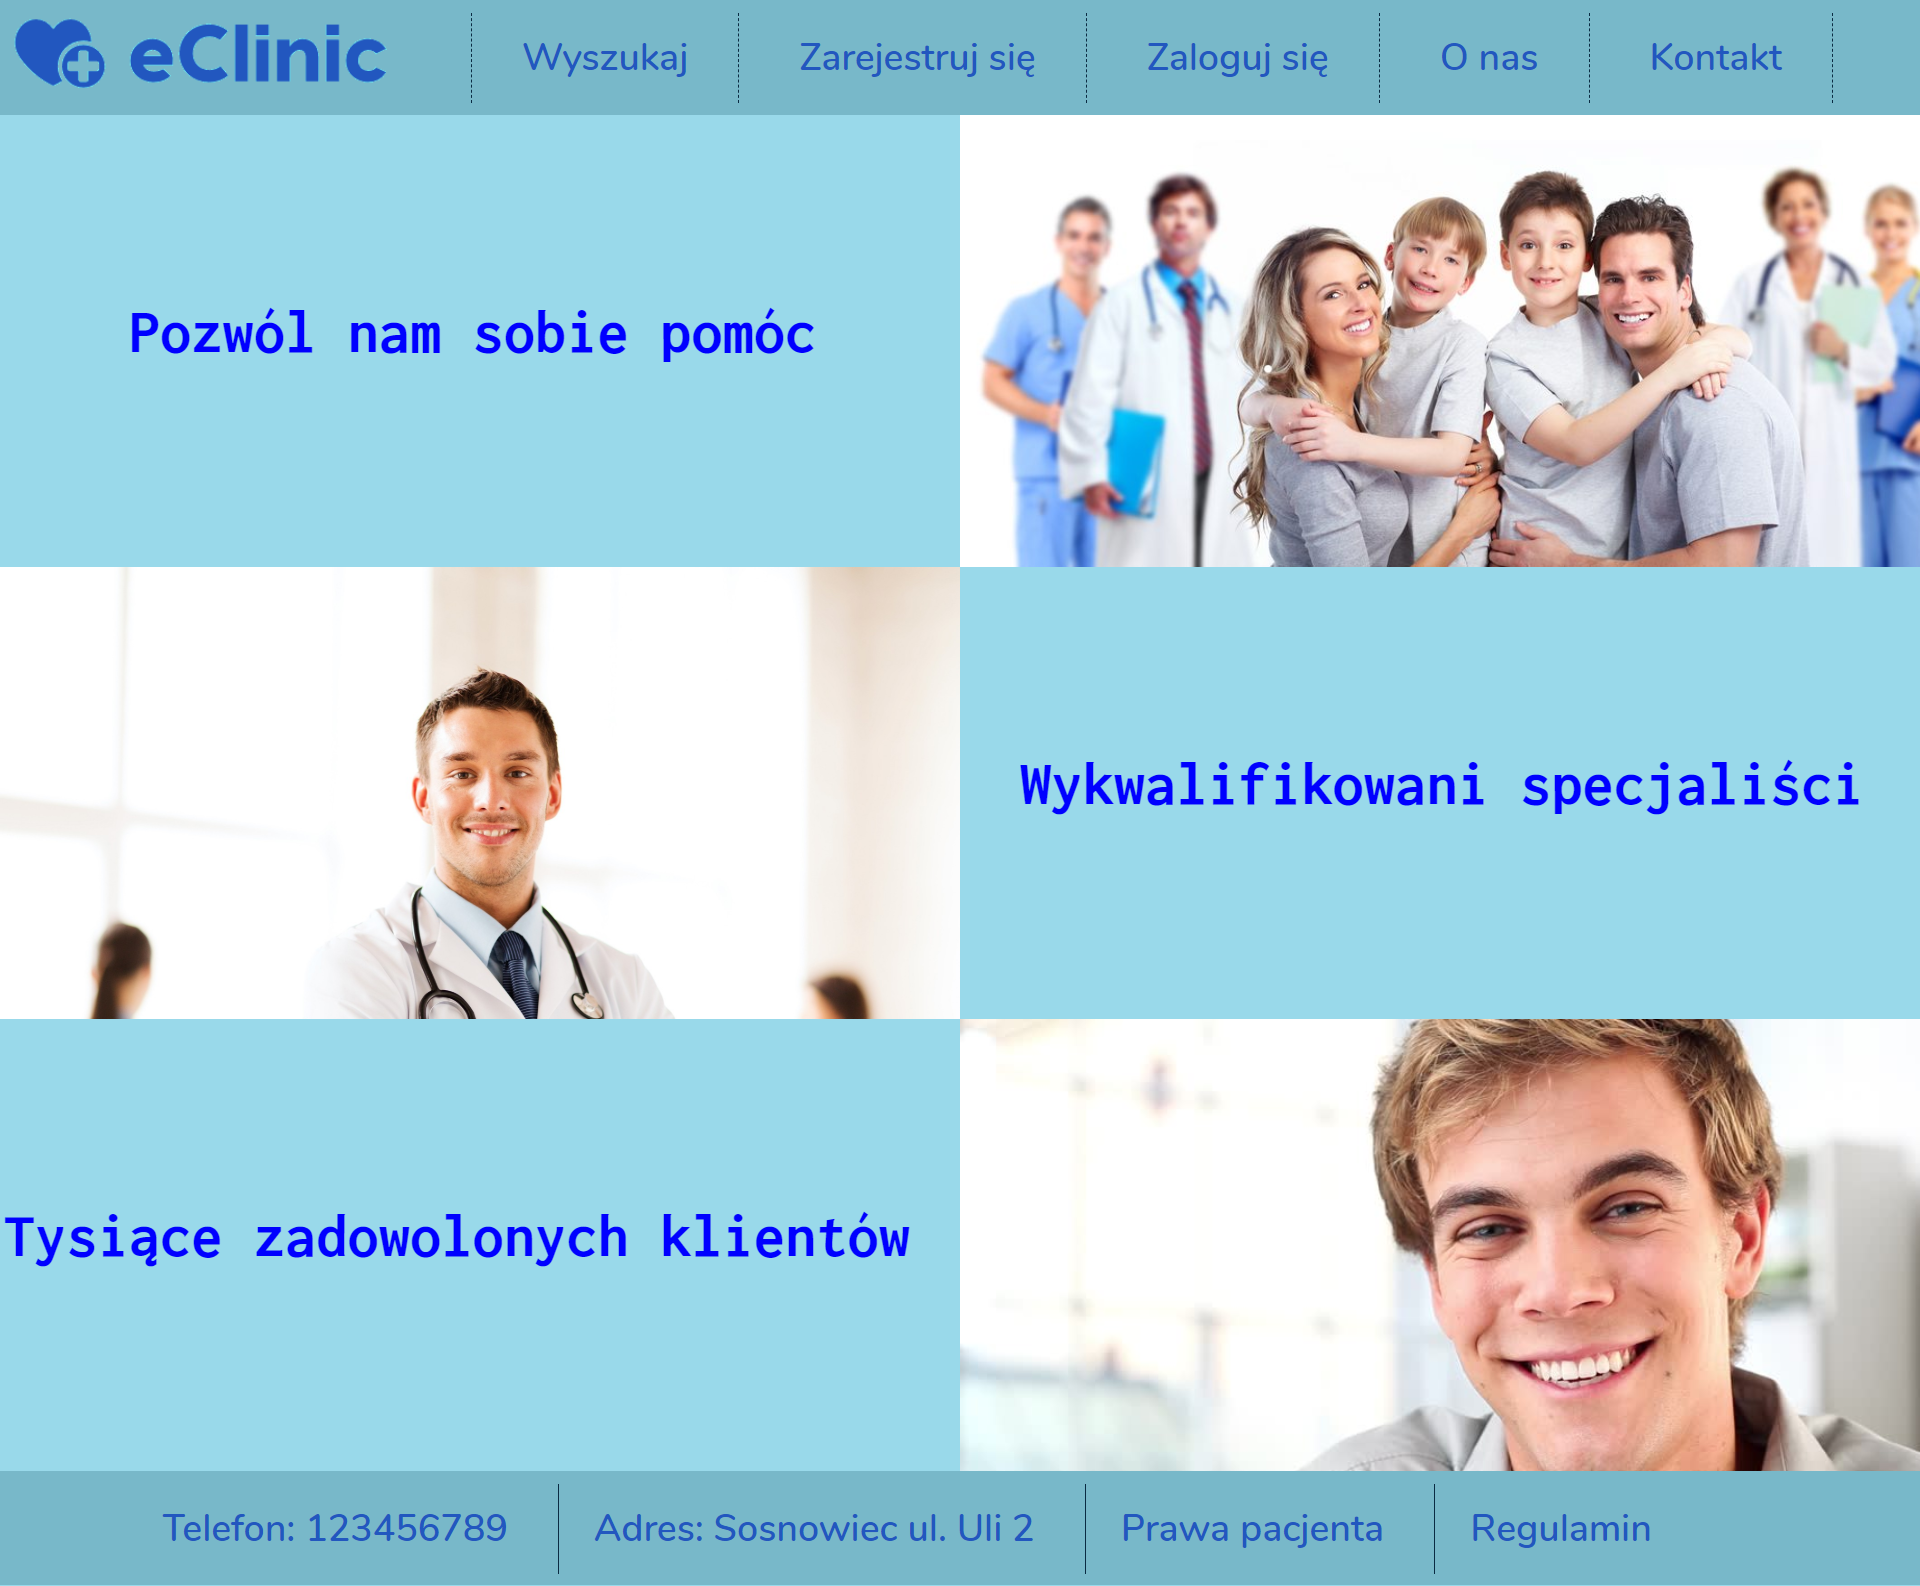 eClinic
Wyszukaj
Zarejestruj się
Zaloguj się
O nas
Kontakt
Pozwól nam sobie pomóc
Wykwalifikowani specjaliści
Tysiące zadowolonych klientów
Telefon: 123456789
Adres: Sosnowiec ul. Uli 2
Prawa pacjenta
Regulamin